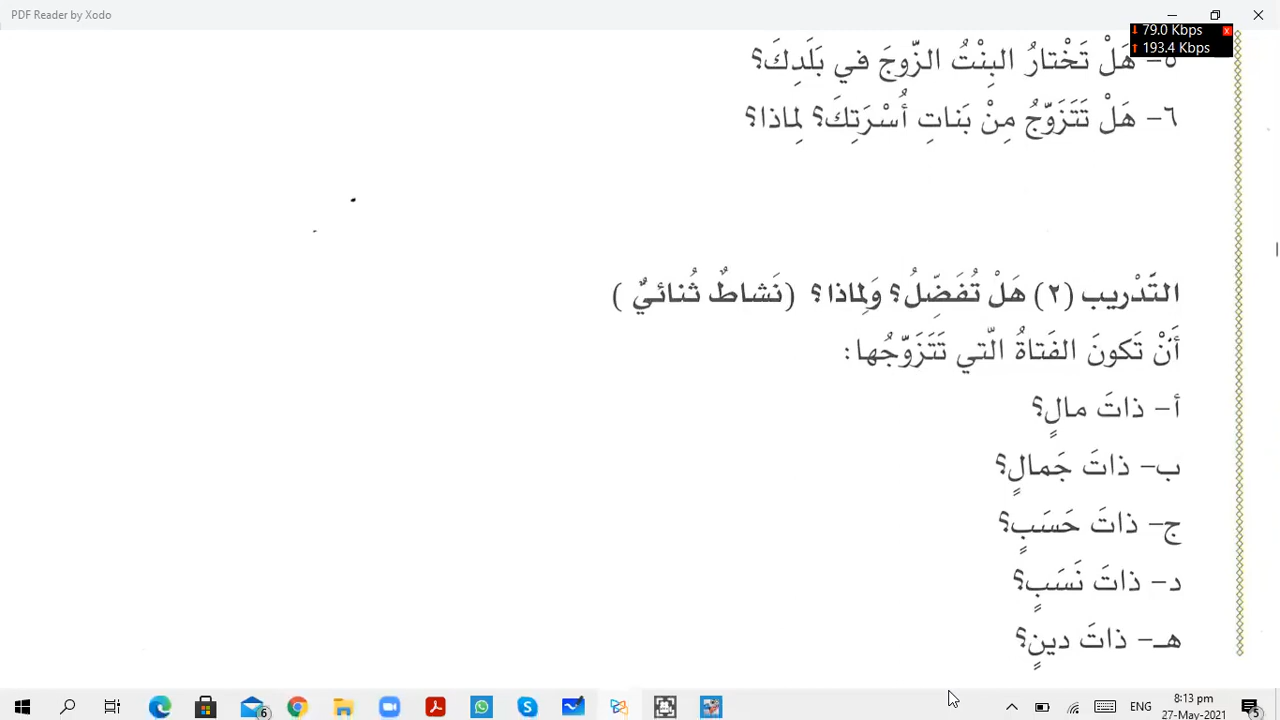 PDF Reader by Xodo
79.0 Kbps
193.4 Kbps
٥- هَلْ تَخْتارُ البِنْتُ الزّوجَ في بَلَدِكَ؟
٦- هَلْ تَتَزَوّجُ مِنْ بَناتِ أُسْرَتِكَ؟ لِماذا؟
التَّدْريب (٢) هَلْ تُفَضِّلُ؟ وَلِماذا؟ (نَشاطٌ ثُنائيٌّ )
أَنْ تَكونَ الفَتاةُ الّتي تَتَزَوّجُها:
أ- ذاتَ مالٍ؟
ب- ذاتَ جَمالٍ؟
ج- ذاتَ حَسَبٍ؟
د- ذاتَ نَسَبٍ؟
هـ- ذاتَ دينٍ؟
6
ENG
8:13 pm
27-May-2021
5